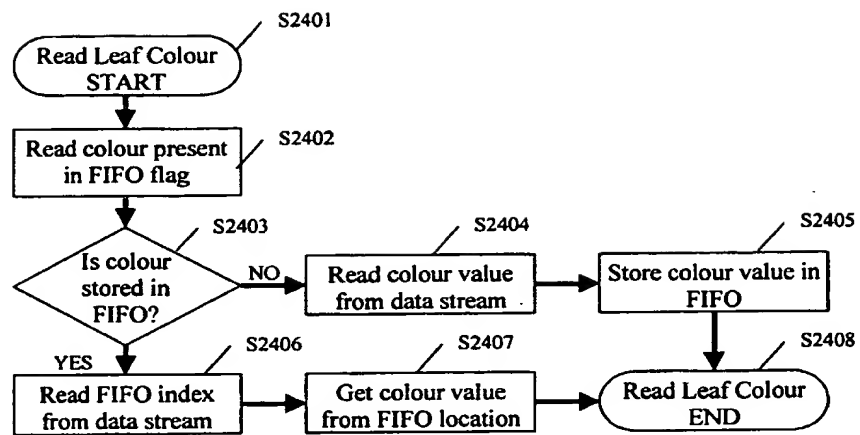 S2401
Read Leaf Colour
START
S2402
Read colour present
in FIFO flag
S2403
Is colour
stored in
FIFO?
NO
YES
S2404
Read colour value
from data stream
S2405
Store colour value in
FIFO
S2406
Read FIFO index
from data stream
S2407
Get colour value
from FIFO location
S2408
Read Leaf Colour
END